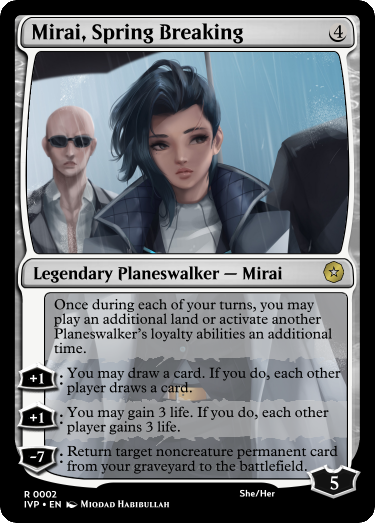 Mirai, Spring Breaking 4
Legendary Planeswalker — Mirai
Once during each of your turns, you may
play an additional land or activate another
Planeswalker's loyalty abilities an additional
time.
+1: You may draw a card. If you do, each other
player draws a card.
+1: You may gain 3 life. If you do, each other
player gains 3 life.
-7: Return target noncreature permanent card
from your graveyard to the battlefield.
5
R 0002
She/Her
IVP • EN Miodad Habibullah